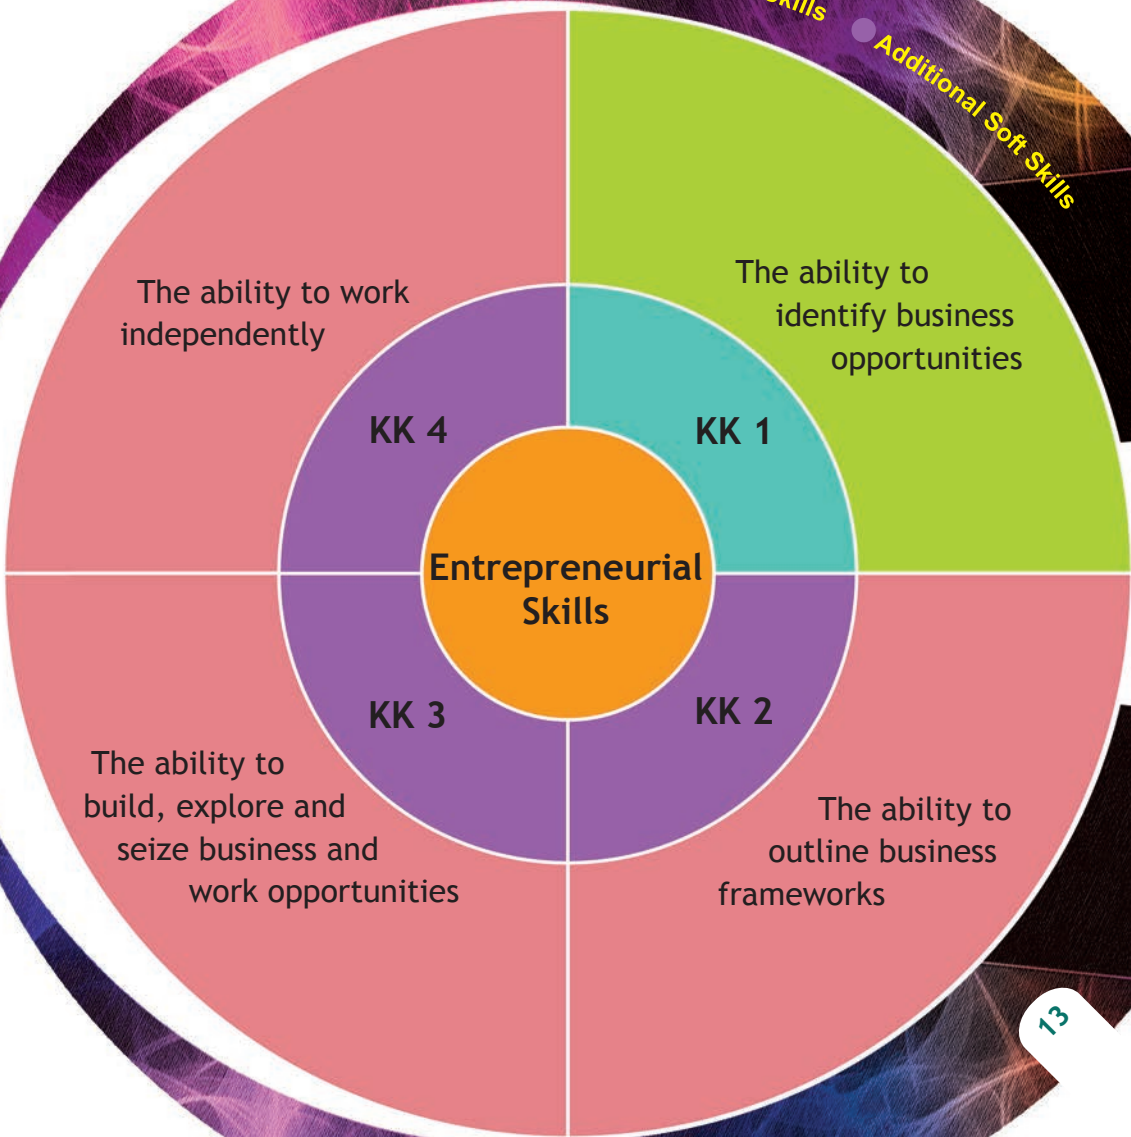 Skills
Additional Soft Skills
The ability to
identify business
opportunities
KK 1
The ability to work
independently
KK 4
Entrepreneurial
Skills
KK 3
KK 2
The ability to
build, explore and
seize business and
work opportunities
The ability to
outline business
frameworks
13